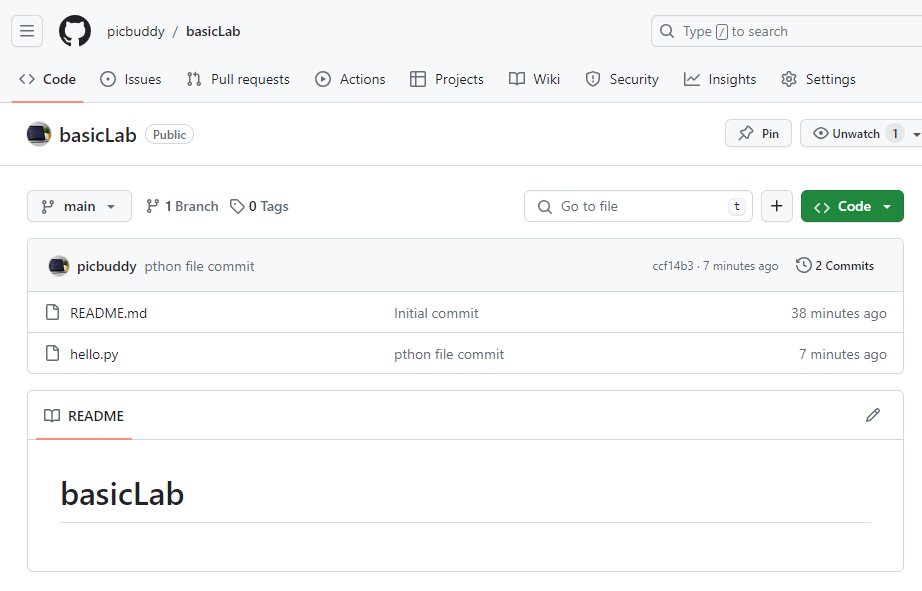 picbuddy / basicLab
Type / to search
Code Issues Pull requests Actions Projects Wiki Security Insights Settings
basicLab Public
Pin Unwatch 1
main 1 Branch 0 Tags Go to file t + Code
picbuddy pthon file commit ccf14b3 · 7 minutes ago 2 Commits
README.md Initial commit 38 minutes ago
hello.py pthon file commit 7 minutes ago
README
basicLab